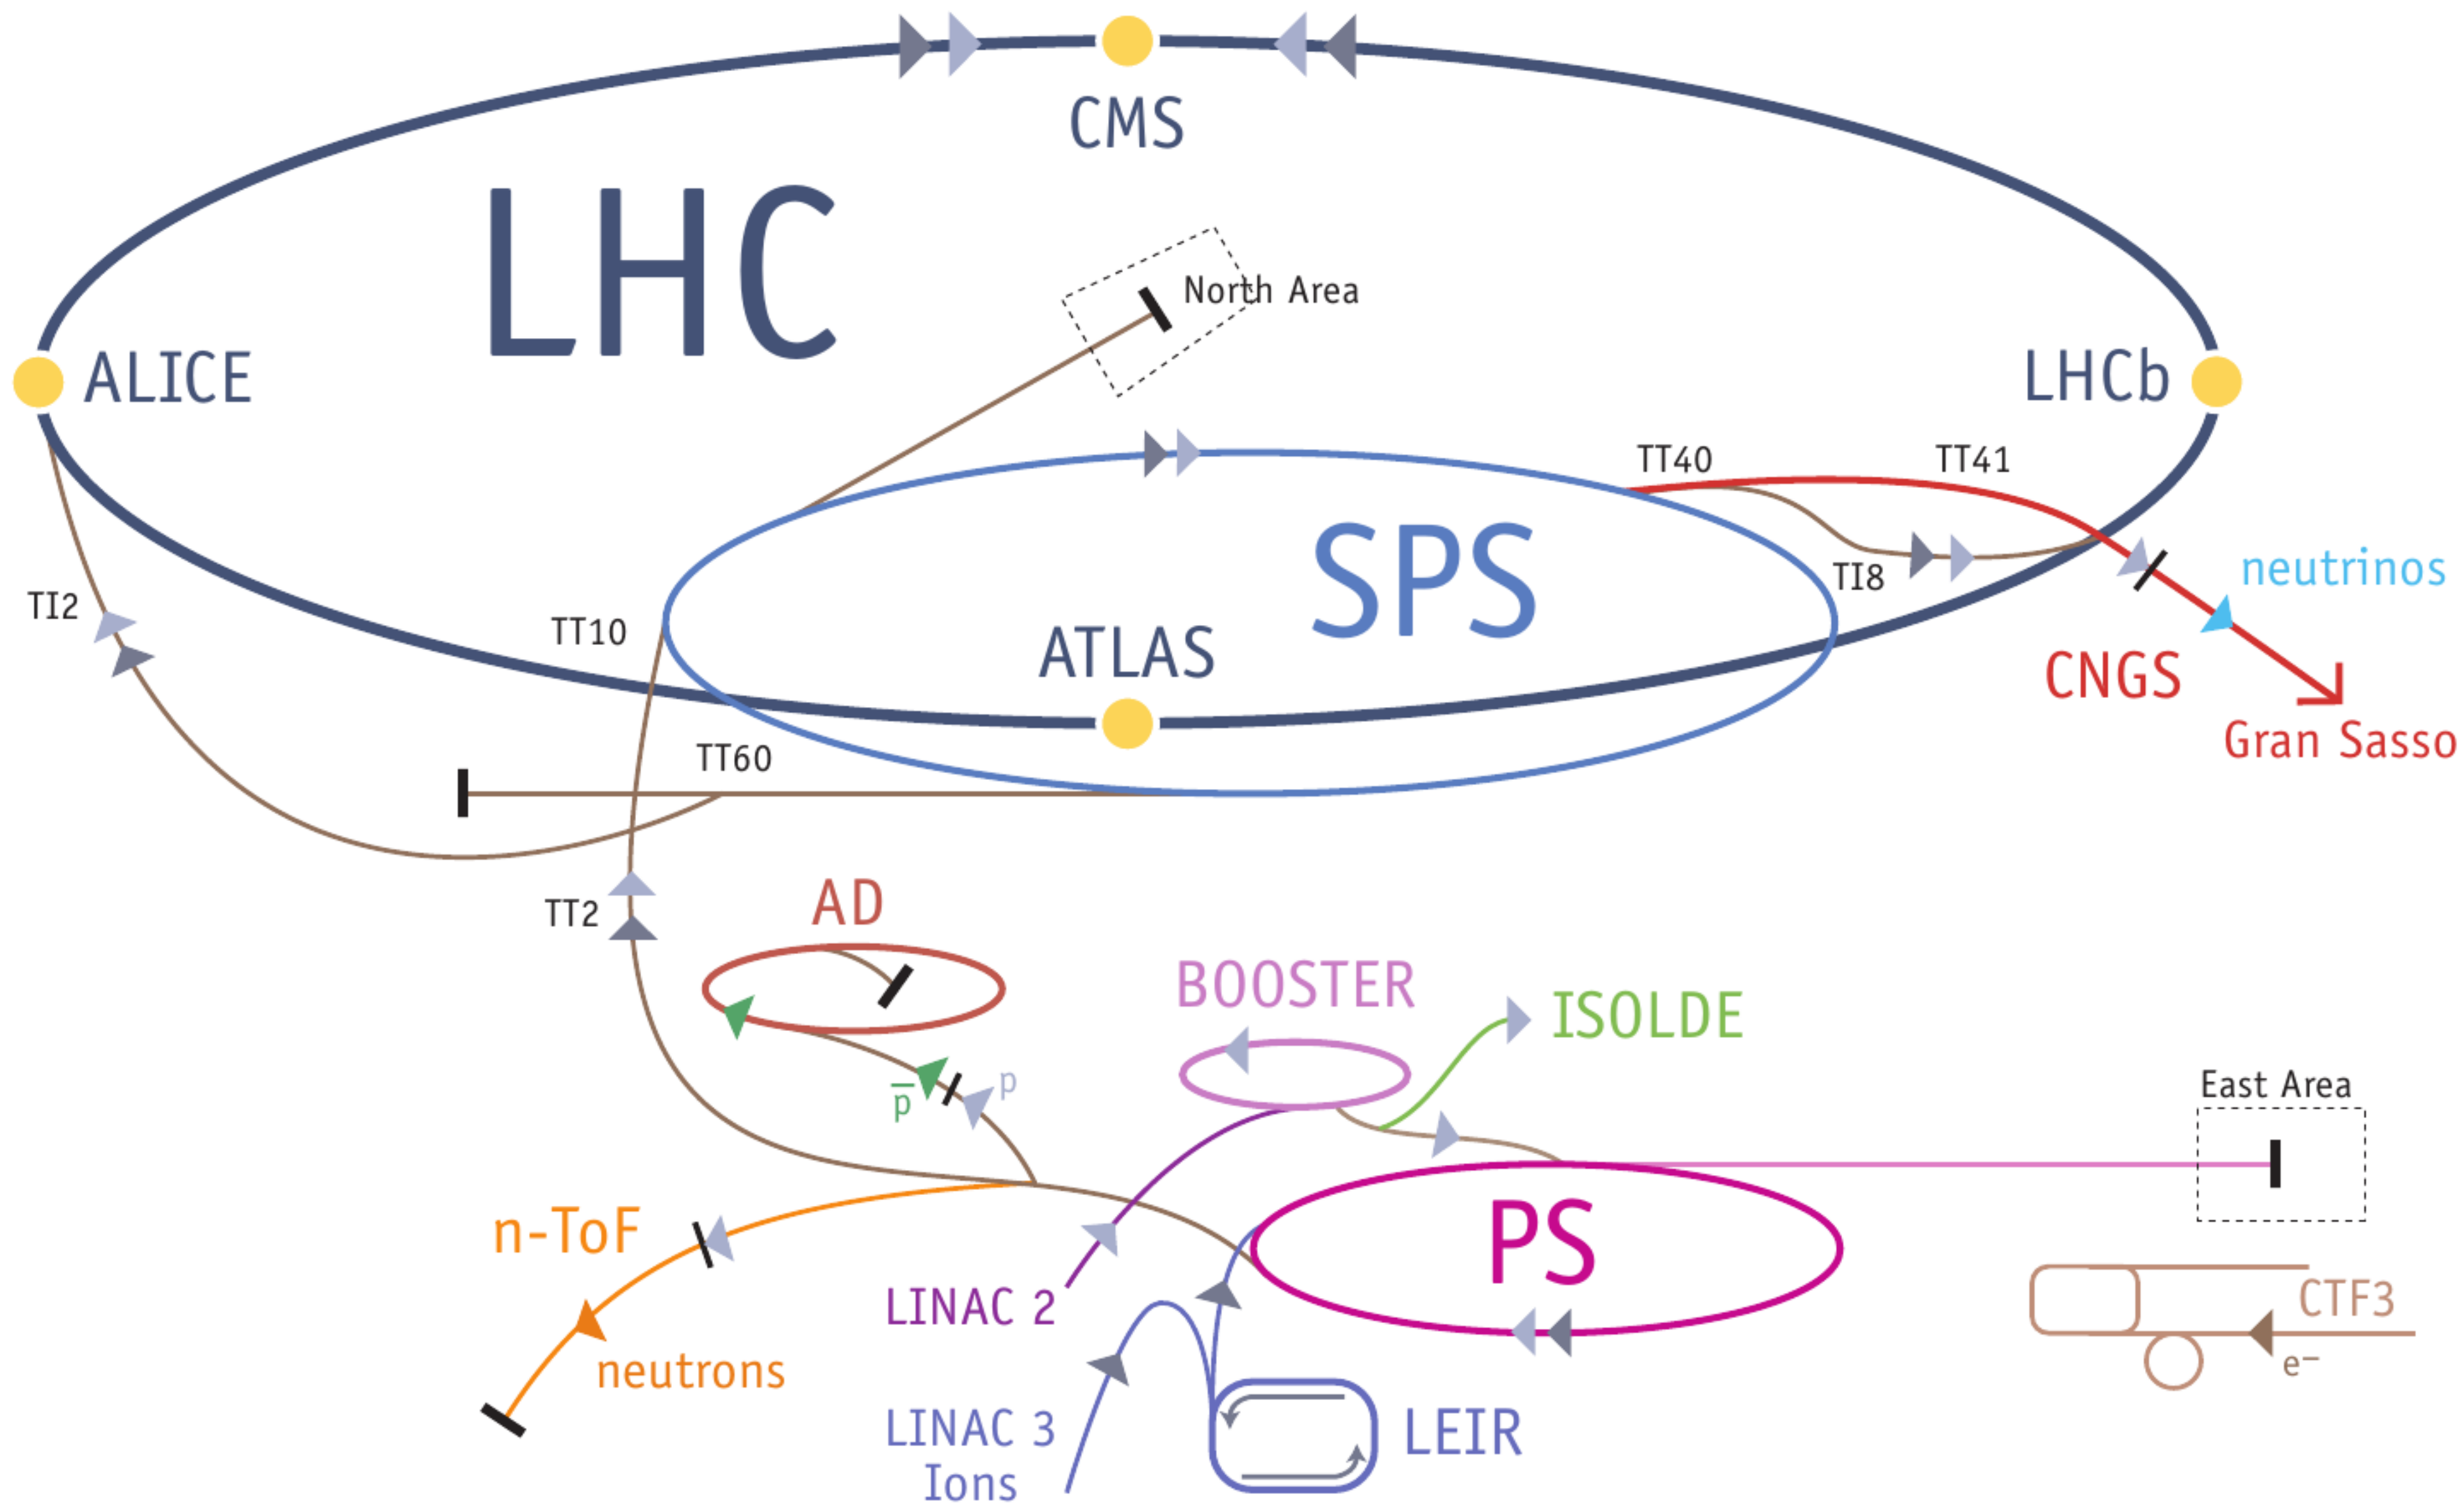 CMS
LHC
North Area
ALICE
LHCb
TT40
TT41
SPS
neutrinos
TI8
TI2
TT10
ATLAS
CNGS
Gran Sasso
TT60
AD
TT2
BOOSTER
ISOLDE
p̄
p
East Area
n-ToF
PS
LINAC 2
CTF3
neutrons
e−
LINAC 3
Ions
LEIR